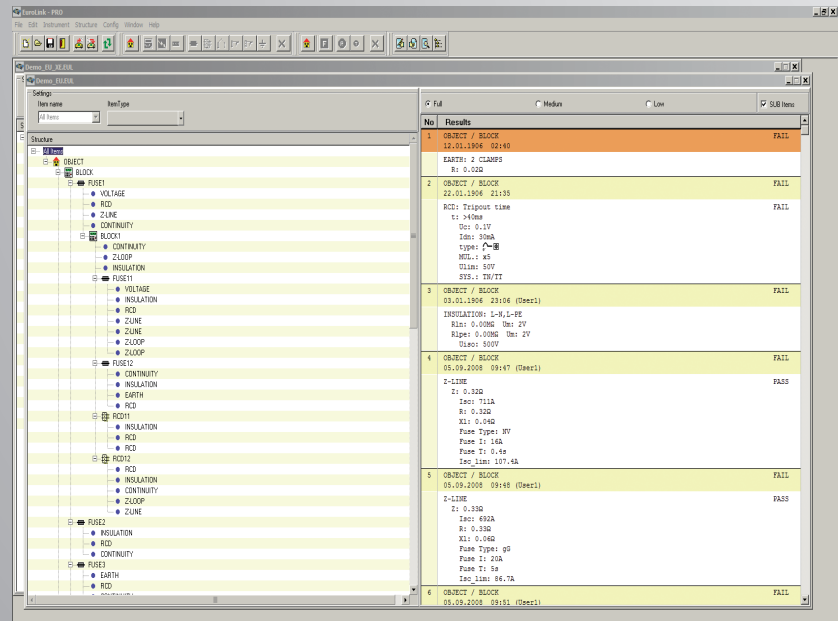 EuroLink - PRO
File Edit Instrument Structure Config Window Help
Demo_EU_XE.EUL
Demo_EU.EUL
Settings
Item name ItemType
All Items
Full Medium Low SUB Items
Structure
All Items
OBJECT
BLOCK
FUSE1
VOLTAGE
RCD
Z-LINE
CONTINUITY
BLOCK1
CONTINUITY
Z-LOOP
INSULATION
FUSE11
VOLTAGE
INSULATION
RCD
Z-LINE
Z-LINE
Z-LOOP
Z-LOOP
FUSE12
CONTINUITY
INSULATION
EARTH
RCD
RCD11
INSULATION
RCD
RCD
RCD12
RCD
INSULATION
CONTINUITY
Z-LOOP
Z-LINE
FUSE2
INSULATION
RCD
CONTINUITY
FUSE3
EARTH
RCD
No Results
1 OBJECT / BLOCK FAIL
12.01.1906 02:40
EARTH: 2 CLAMPS
R: 0.02Ω
2 OBJECT / BLOCK FAIL
22.01.1906 21:35
RCD: Tripout time FAIL
t: >40ms
Uc: 0.1V
Idn: 30mA
type:
MUL.: x5
Ulim: 50V
SYS.: TN/TT
3 OBJECT / BLOCK FAIL
03.01.1906 23:06 (User1)
INSULATION: L-N,L-PE
Rln: 0.00MΩ Um: 2V
Rlpe: 0.00MΩ Um: 2V
Uiso: 500V
4 OBJECT / BLOCK FAIL
05.09.2008 09:47 (User1)
Z-LINE PASS
Z: 0.32Ω
Isc: 711A
R: 0.32Ω
Xl: 0.04Ω
Fuse Type: NV
Fuse I: 16A
Fuse T: 0.4s
Isc_lim: 107.4A
5 OBJECT / BLOCK FAIL
05.09.2008 09:48 (User1)
Z-LINE PASS
Z: 0.33Ω
Isc: 692A
R: 0.33Ω
Xl: 0.06Ω
Fuse Type: gG
Fuse I: 20A
Fuse T: 5s
Isc_lim: 86.7A
6 OBJECT / BLOCK FAIL
05.09.2008 09:51 (User1)